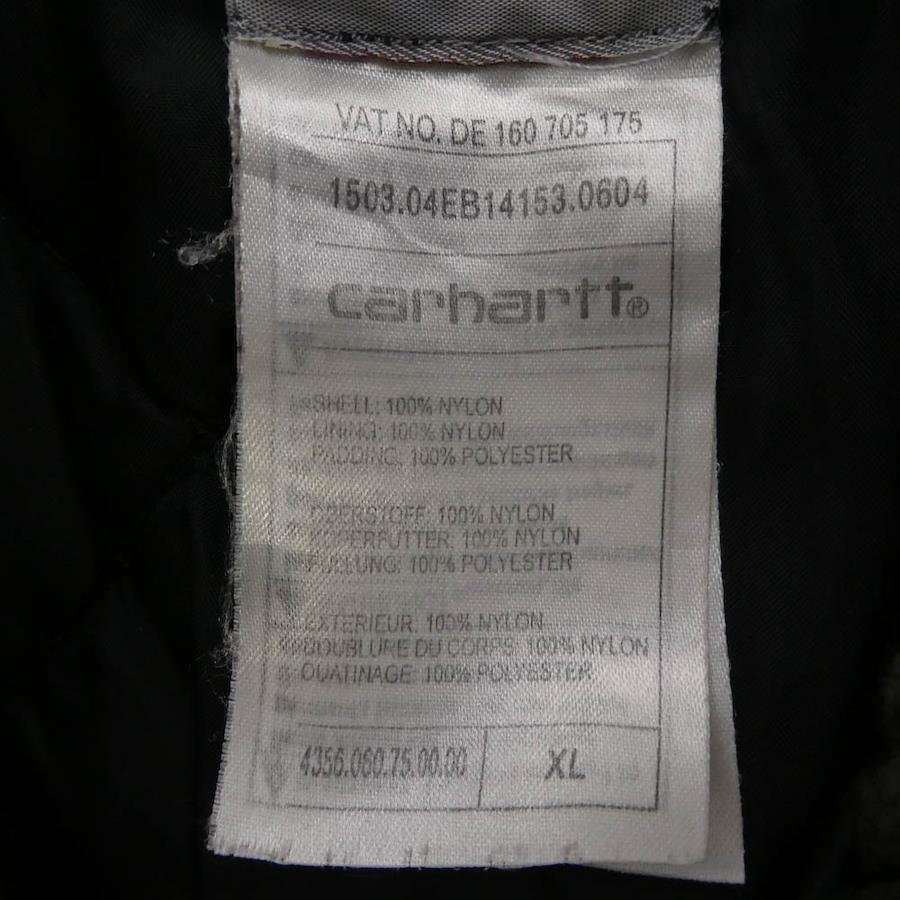 VAT NO. DE 160 705 175
1503.04EB14153.0604
carhartt®
SHELL: 100% NYLON
LINING: 100% NYLON
PADDING: 100% POLYESTER
OBERSTOFF: 100% NYLON
KÖPERFUTTER: 100% NYLON
FÜLLUNG: 100% POLYESTER
EXTERIEUR: 100% NYLON
DOUBLURE DU CORPS: 100% NYLON
OUATINAGE: 100% POLYESTER
4356.060.75.00.00
XL